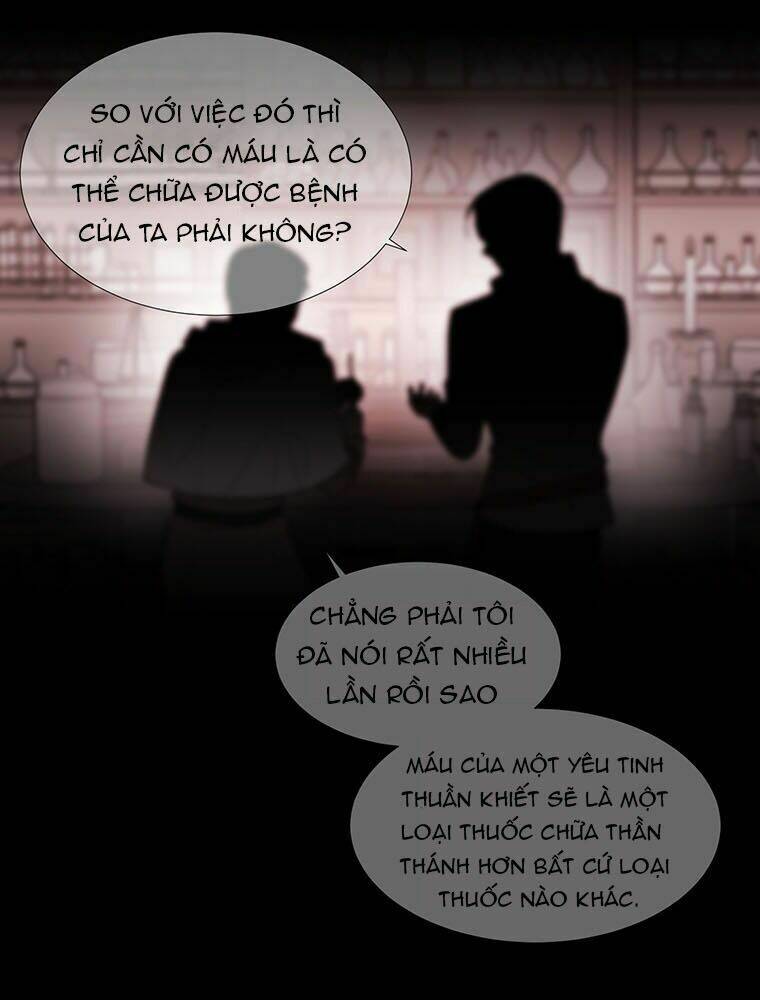 SO VỚI VIỆC ĐÓ THÌ
CHỈ CẦN CÓ MÁU LÀ CÓ
THỂ CHỮA ĐƯỢC BỆNH
CỦA TA PHẢI KHÔNG?
CHẲNG PHẢI TÔI
ĐÃ NÓI RẤT NHIỀU
LẦN RỒI SAO
MÁU CỦA MỘT YÊU TINH
THUẦN KHIẾT SẼ LÀ MỘT
LOẠI THUỐC CHỮA THẦN
THÁNH HƠN BẤT CỨ LOẠI
THUỐC NÀO KHÁC.